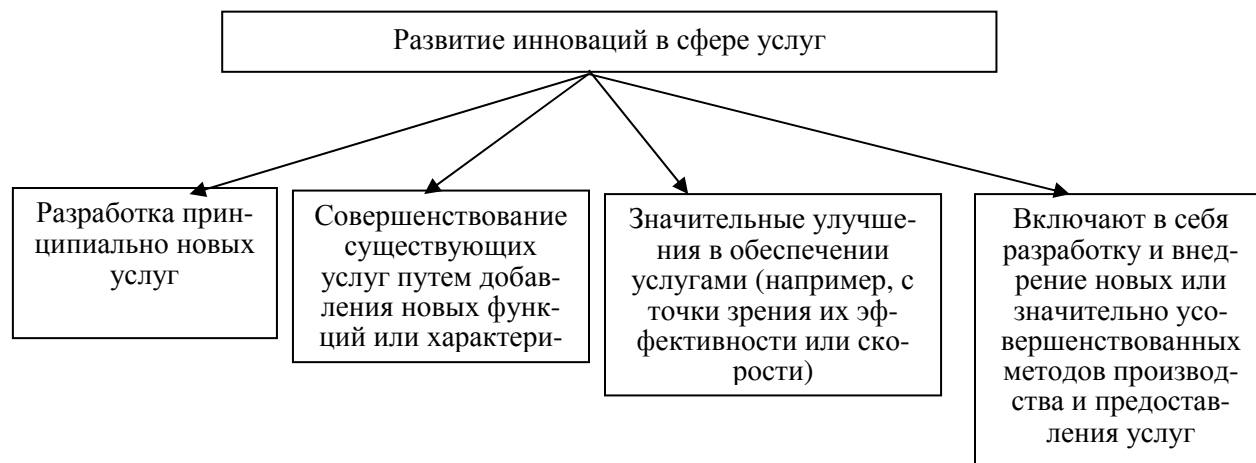 Развитие инноваций в сфере услуг
Разработка прин-
ципиально новых
услуг
Совершенствование
существующих
услуг путем добав-
ления новых функ-
ций или характери-
Значительные улучше-
ния в обеспечении
услугами (например, с
точки зрения их эф-
фективности или ско-
рости)
Включают в себя
разработку и внед-
рение новых или
значительно усо-
вершенствованных
методов производ-
ства и предостав-
ления услуг